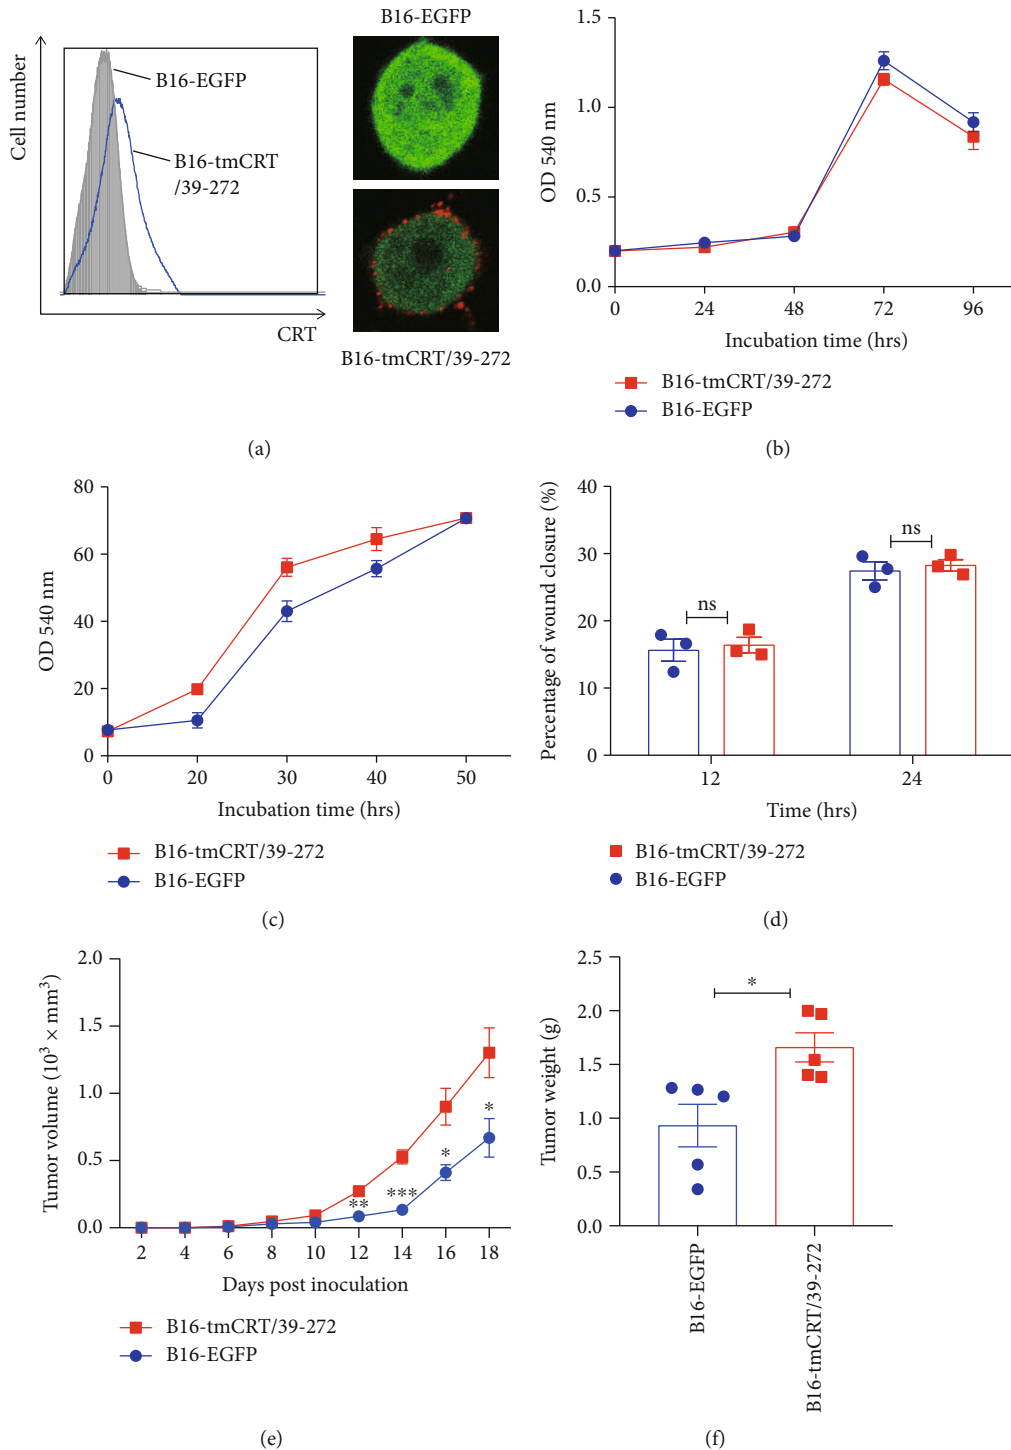 B16-EGFP
Cell number
B16-EGFP
B16-tmCRT
/39-272
CRT
B16-tmCRT/39-272
(a)
OD 540 nm
1.5
1.0
0.5
0.0
0 24 48 72 96
Incubation time (hrs)
B16-tmCRT/39-272
B16-EGFP
(b)
OD 540 nm
80
60
40
20
0
0 20 30 40 50
Incubation time (hrs)
B16-tmCRT/39-272
B16-EGFP
(c)
Percentage of wound closure (%)
40
30
20
10
0
ns
ns
12 24
Time (hrs)
B16-tmCRT/39-272
B16-EGFP
(d)
Tumor volume (10³ × mm³)
2.0
1.5
1.0
0.5
0.0
**
***
*
*
2 4 6 8 10 12 14 16 18
Days post inoculation
B16-tmCRT/39-272
B16-EGFP
(e)
Tumor weight (g)
2.5
2.0
1.5
1.0
0.5
0.0
*
B16-EGFP
B16-tmCRT/39-272
(f)